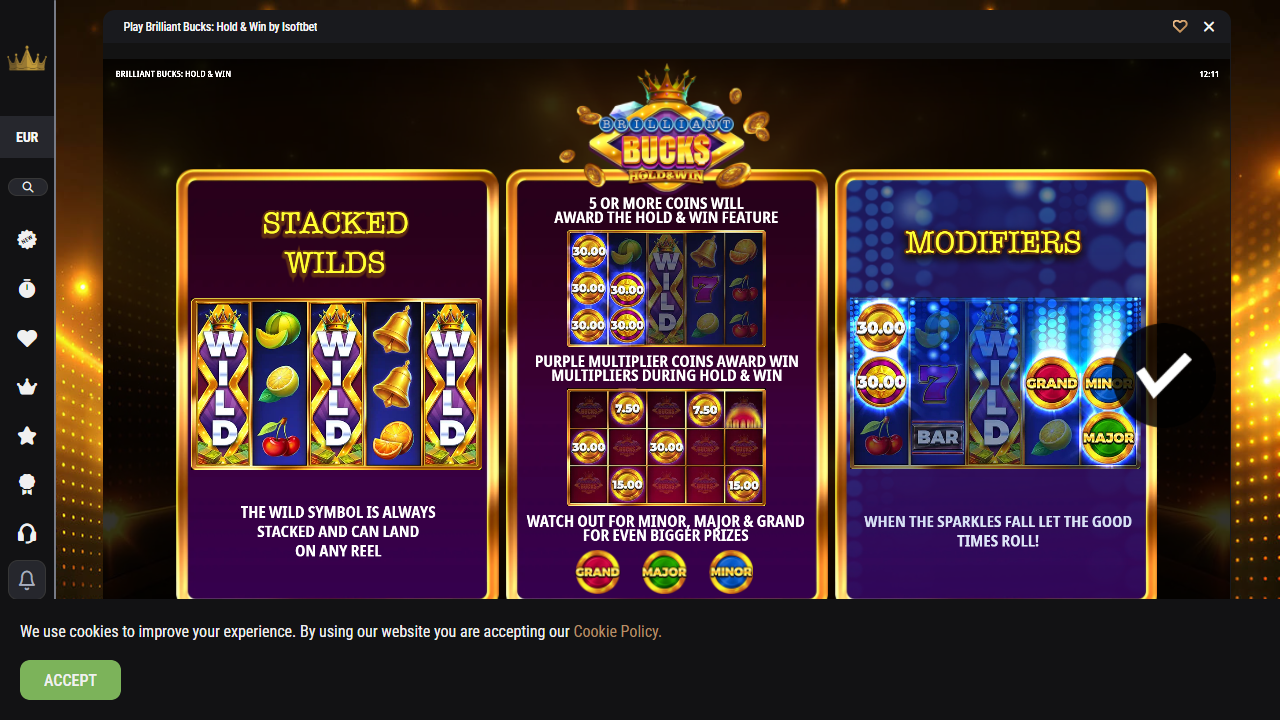 Play Brilliant Bucks: Hold & Win by Isoftbet
BRILLIANT BUCKS: HOLD & WIN
12:11
EUR
NEW
BRILLIANT
BUCKS
HOLD&WIN
STACKED
WILDS
WILD
WILD
WILD
THE WILD SYMBOL IS ALWAYS
STACKED AND CAN LAND
ON ANY REEL
5 OR MORE COINS WILL
AWARD THE HOLD & WIN FEATURE
30.00
30.00 30.00
30.00 30.00
WILD
PURPLE MULTIPLIER COINS AWARD WIN
MULTIPLIERS DURING HOLD & WIN
7.50 7.50
30.00 30.00
15.00 15.00
WATCH OUT FOR MINOR, MAJOR & GRAND
FOR EVEN BIGGER PRIZES
GRAND MAJOR MINOR
MODIFIERS
30.00
30.00 GRAND MINOR
BAR MAJOR
WILD
WHEN THE SPARKLES FALL LET THE GOOD
TIMES ROLL!
We use cookies to improve your experience. By using our website you are accepting our Cookie Policy.
ACCEPT